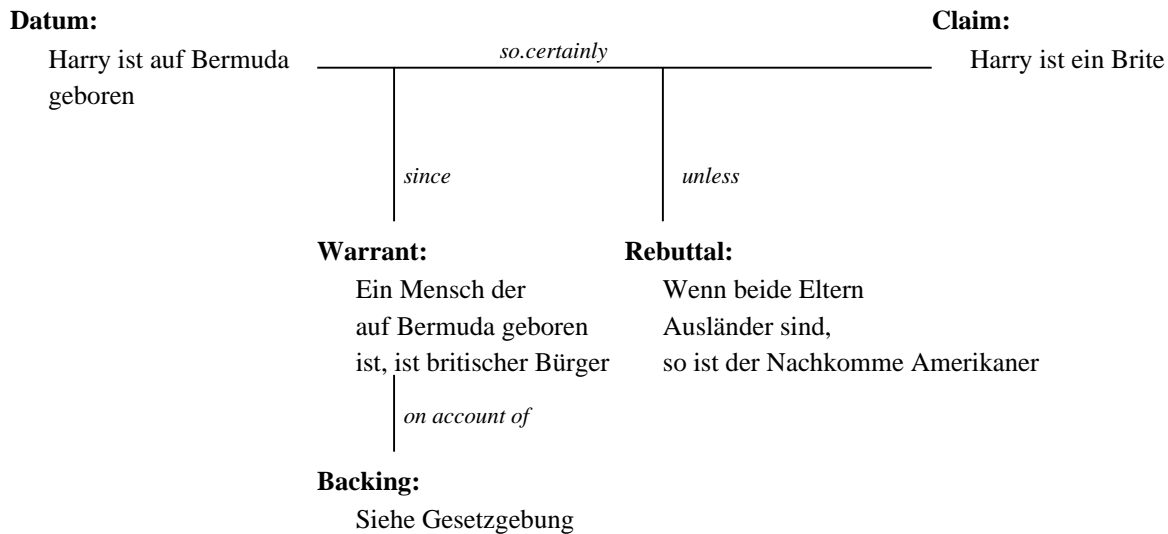 Datum:
Claim:
Harry ist auf Bermuda
geboren
so.certainly
Harry ist ein Brite
since
unless
Warrant:
Rebuttal:
Ein Mensch der
auf Bermuda geboren
ist, ist britischer Bürger
Wenn beide Eltern
Ausländer sind,
so ist der Nachkomme Amerikaner
on account of
Backing:
Siehe Gesetzgebung